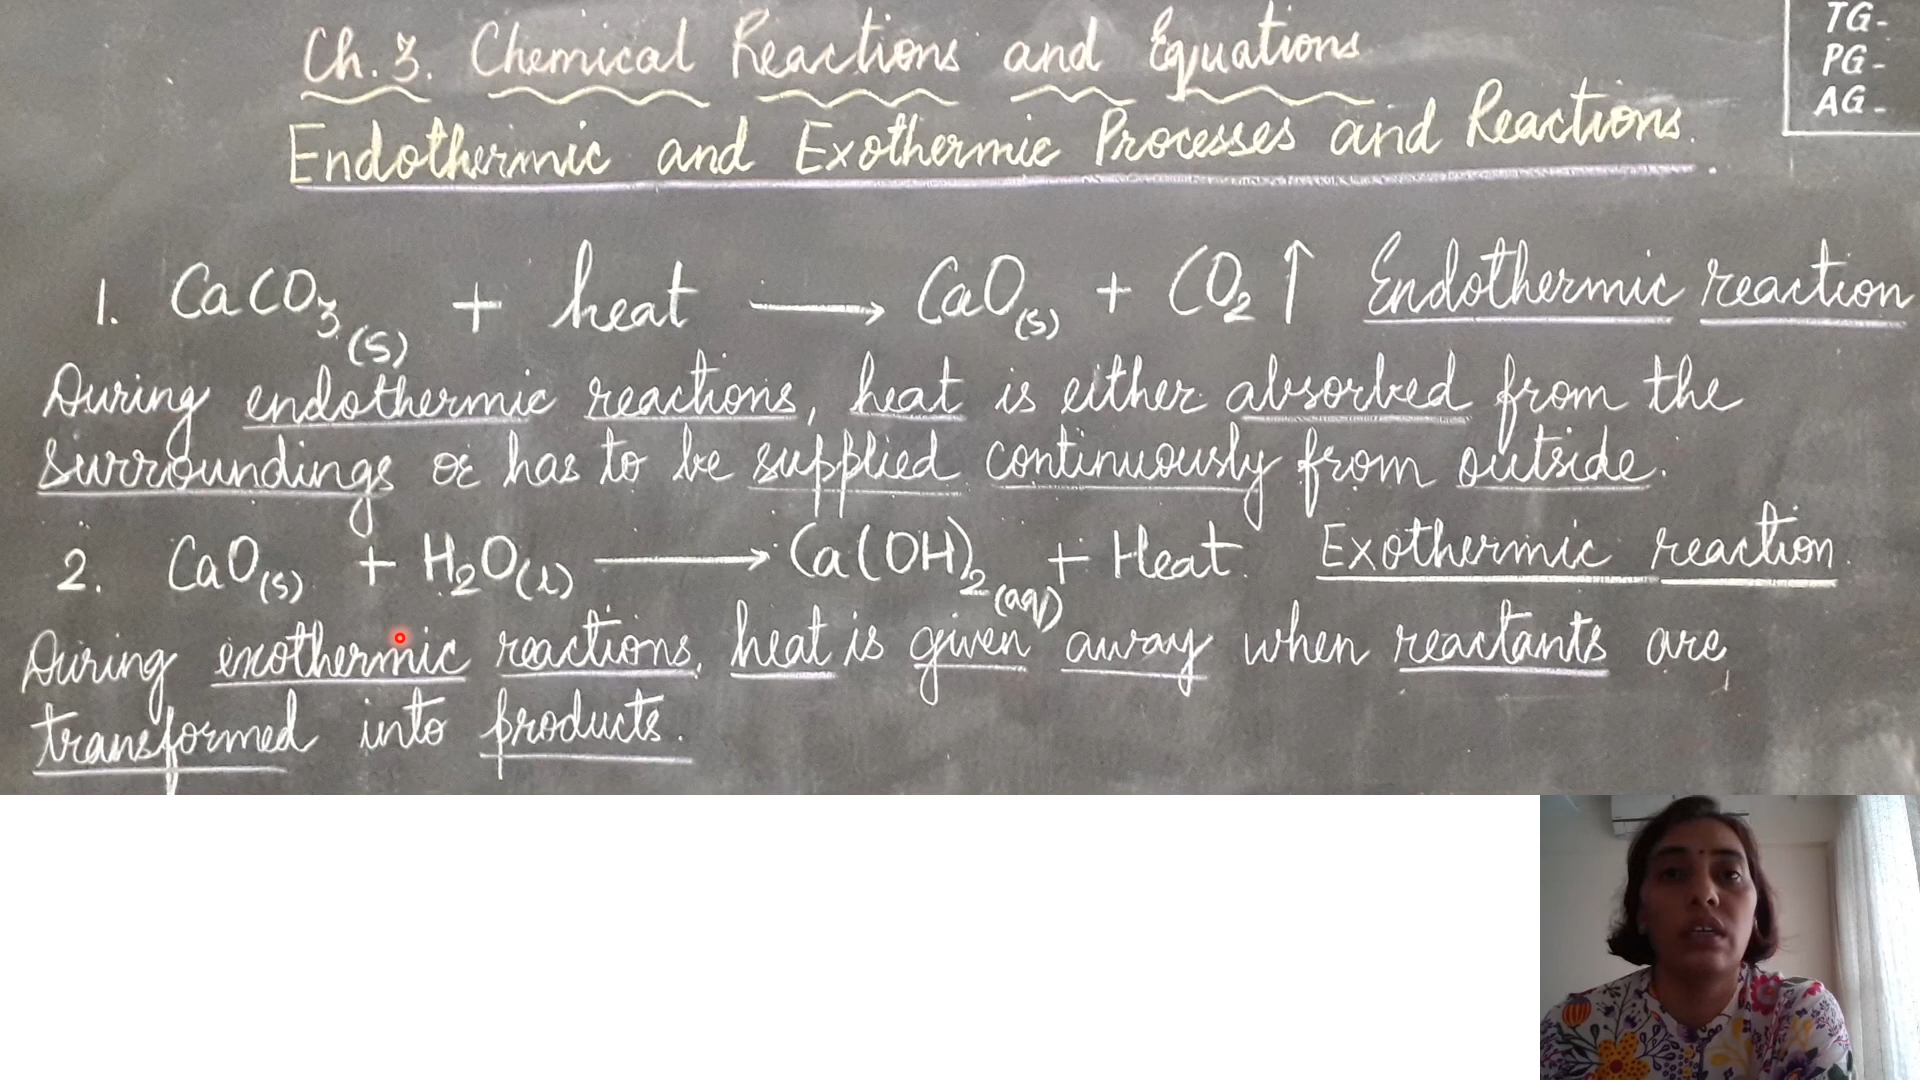 Ch. 3. Chemical Reactions and Equations
TG-
PG-
AG-
Endothermic and Exothermic Processes and Reactions.
1. CaCO₃(s) + heat → CaO(s) + CO₂↑ Endothermic reaction
During endothermic reactions, heat is either absorbed from the
surroundings or has to be supplied continuously from outside.
2. CaO(s) + H₂O(l) → Ca(OH)₂(aq) + Heat. Exothermic reaction.
During exothermic reactions, heat is given away when reactants are
transformed into products.